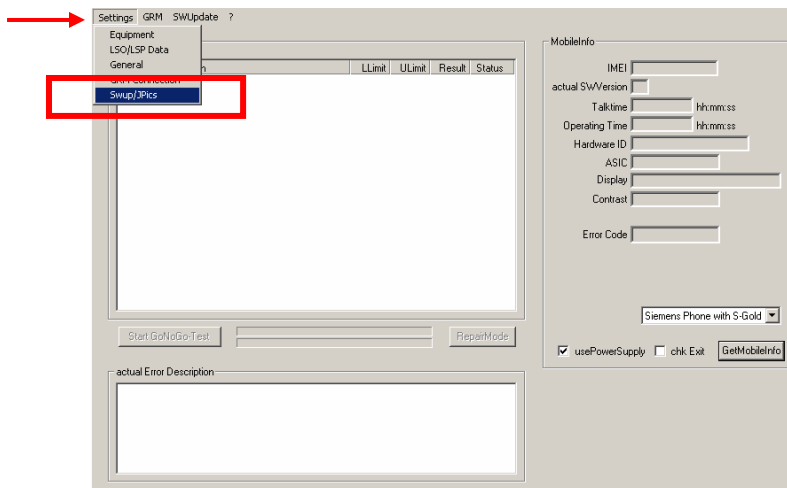 Settings GRM SWUpdate ?
Equipment
LSO/LSP Data
General
GRM Connection
Swup/JPics
LLimit ULimit Result Status
MobileInfo
IMEI
actual SWVersion
Talktime hh:mm:ss
Operating Time hh:mm:ss
Hardware ID
ASIC
Display
Contrast
Error Code
Siemens Phone with S-Gold
usePowerSupply chk Exit GetMobileInfo
Start GoNoGo-Test RepairMode
actual Error Description